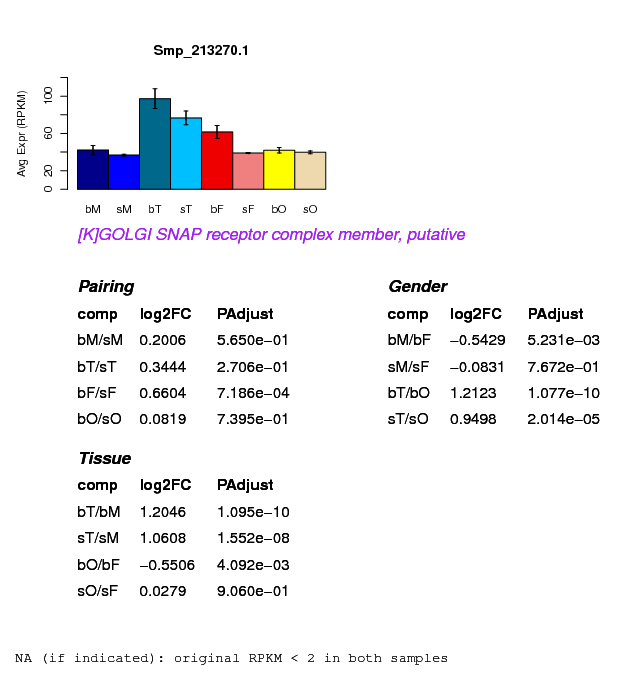 Smp_213270.1
Avg Expr (RPKM)
100
60
20
0
bM sM bT sT bF sF bO sO
[K]GOLGI SNAP receptor complex member, putative
Pairing
comp log2FC PAdjust
bM/sM 0.2006 5.650e−01
bT/sT 0.3444 2.706e−01
bF/sF 0.6604 7.186e−04
bO/sO 0.0819 7.395e−01
Gender
comp log2FC PAdjust
bM/bF −0.5429 5.231e−03
sM/sF −0.0831 7.672e−01
bT/bO 1.2123 1.077e−10
sT/sO 0.9498 2.014e−05
Tissue
comp log2FC PAdjust
bT/bM 1.2046 1.095e−10
sT/sM 1.0608 1.552e−08
bO/bF −0.5506 4.092e−03
sO/sF 0.0279 9.060e−01
NA (if indicated): original RPKM < 2 in both samples